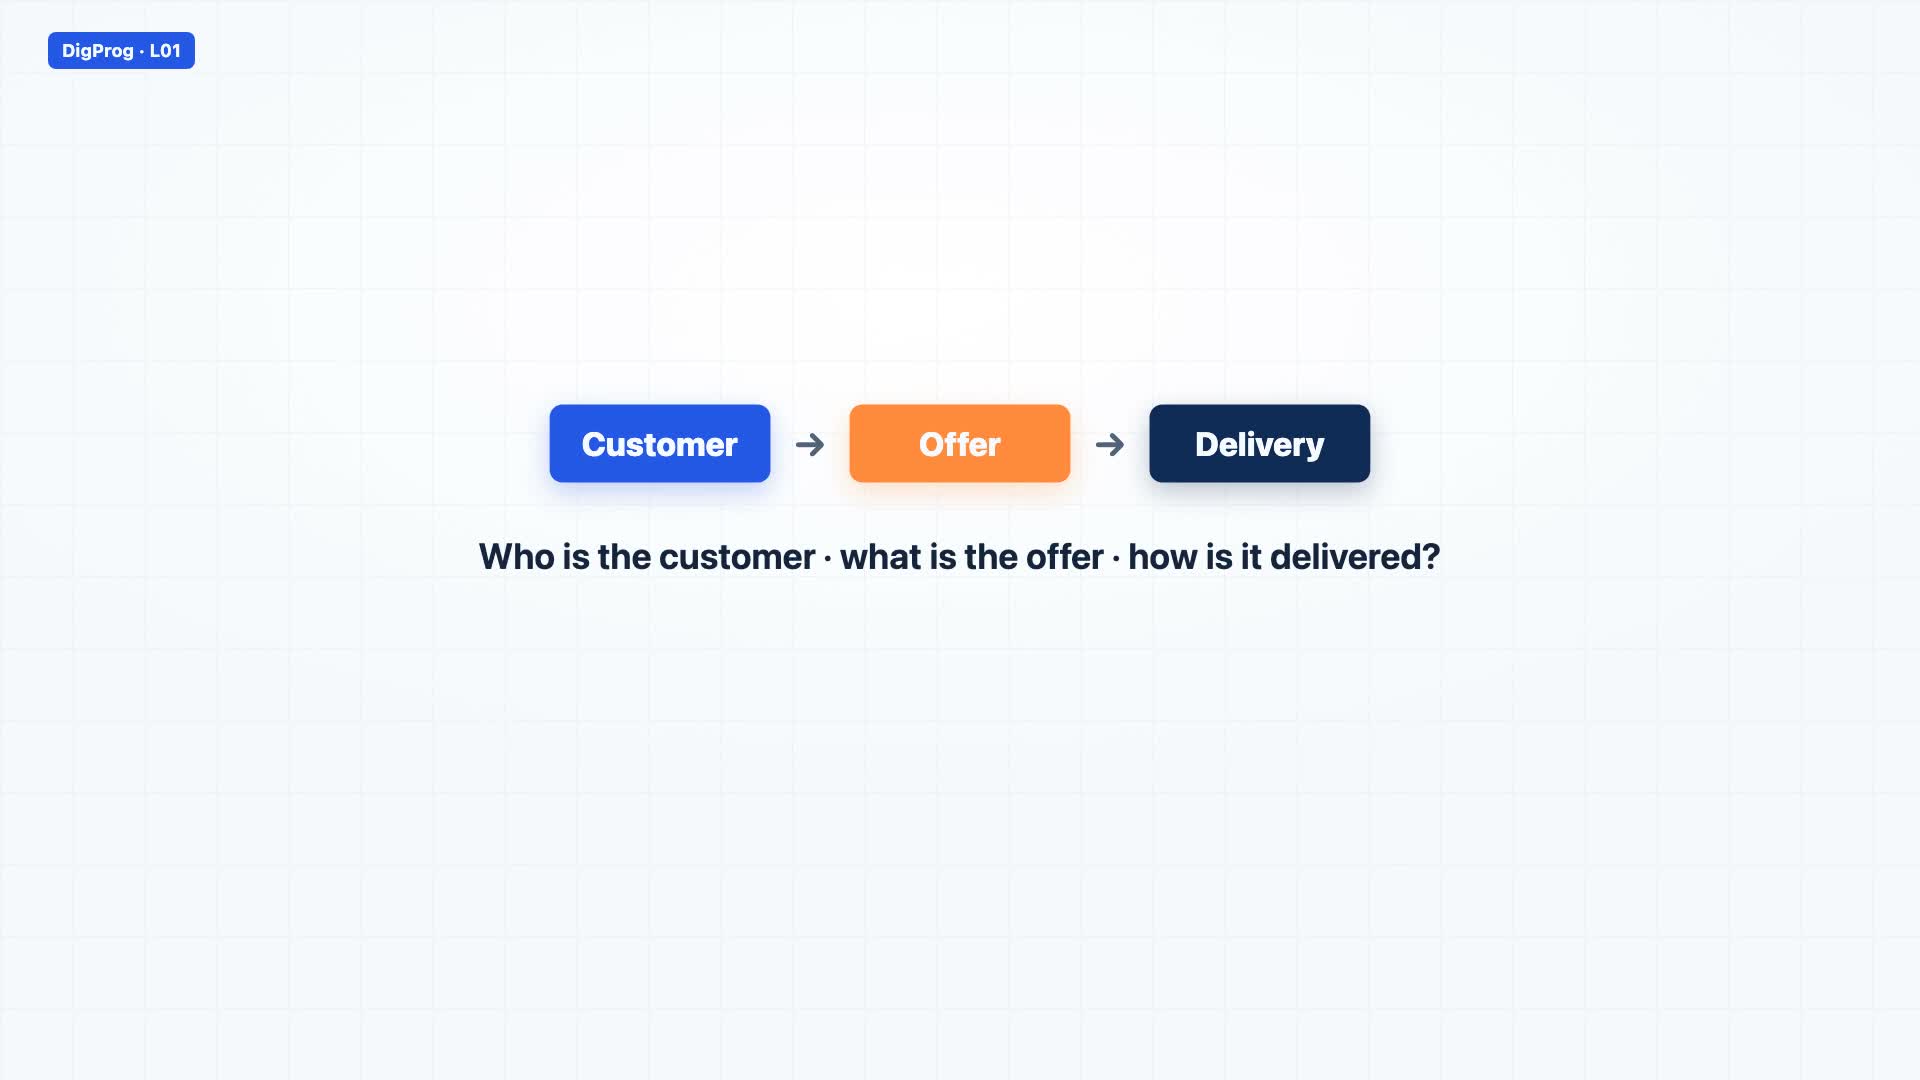 DigProg · L01
Customer → Offer → Delivery
Who is the customer · what is the offer · how is it delivered?